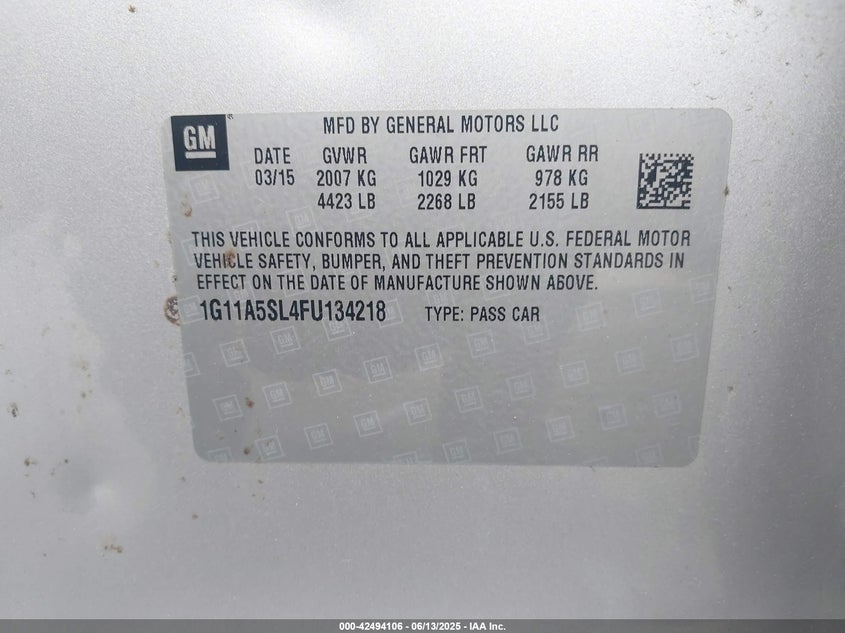 GM
MFD BY GENERAL MOTORS LLC
DATE GVWR GAWR FRT GAWR RR
03/15 2007 KG 1029 KG 978 KG
4423 LB 2268 LB 2155 LB
THIS VEHICLE CONFORMS TO ALL APPLICABLE U.S. FEDERAL MOTOR
VEHICLE SAFETY, BUMPER, AND THEFT PREVENTION STANDARDS IN
EFFECT ON THE DATE OF MANUFACTURE SHOWN ABOVE.
1G11A5SL4FU134218 TYPE: PASS CAR
000-42494106 - 06/13/2025 - IAA Inc.